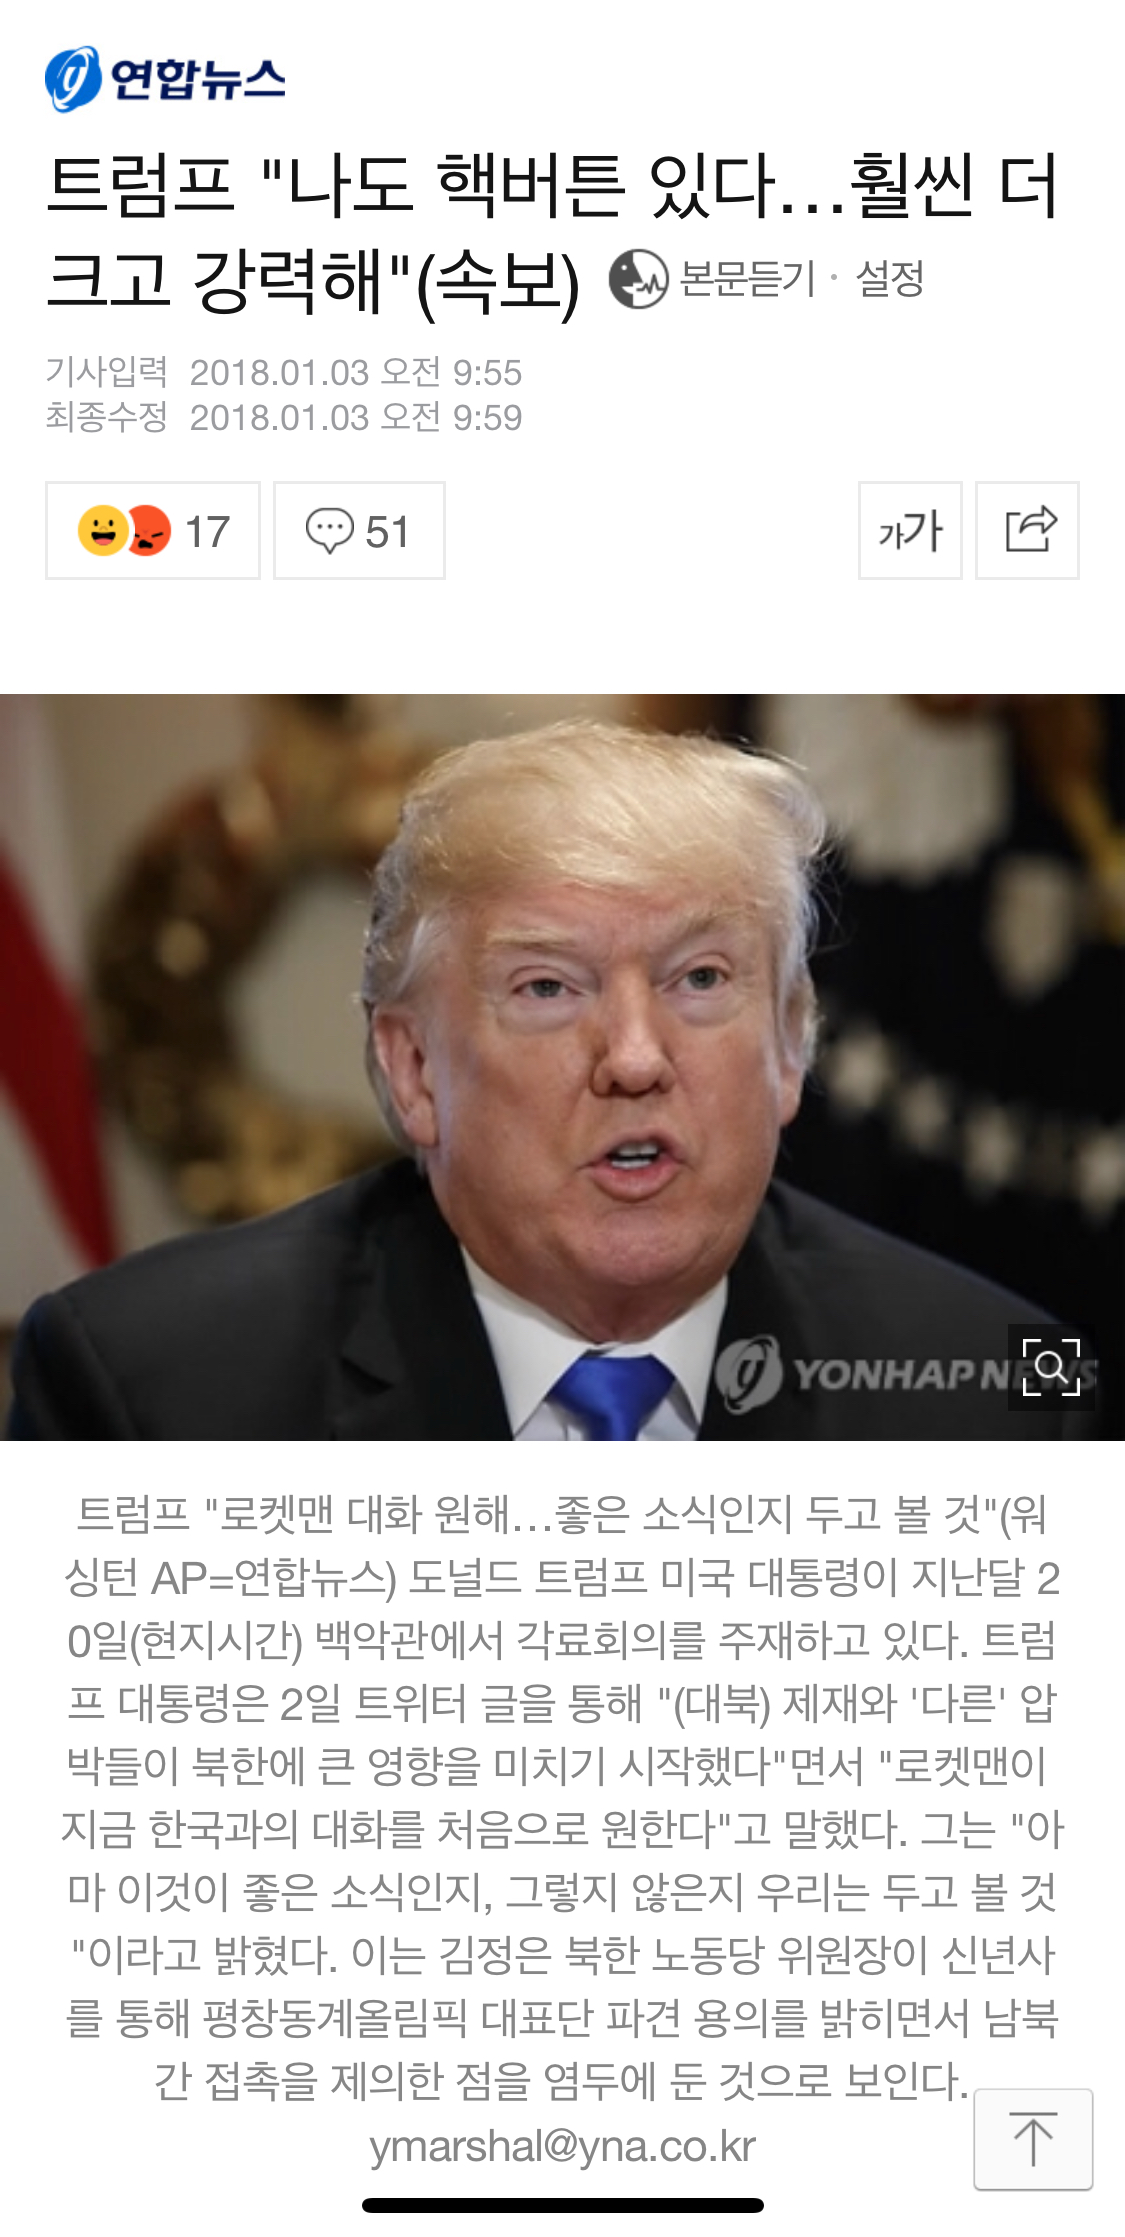 연합뉴스
트럼프 "나도 핵버튼 있다…훨씬 더
크고 강력해"(속보) 본문듣기 · 설정
기사입력 2018.01.03 오전 9:55
최종수정 2018.01.03 오전 9:59
17 51 가가
YONHAP NEWS
트럼프 "로켓맨 대화 원해…좋은 소식인지 두고 볼 것"(워
싱턴 AP=연합뉴스) 도널드 트럼프 미국 대통령이 지난달 2
0일(현지시간) 백악관에서 각료회의를 주재하고 있다. 트럼
프 대통령은 2일 트위터 글을 통해 "(대북) 제재와 '다른' 압
박들이 북한에 큰 영향을 미치기 시작했다"면서 "로켓맨이
지금 한국과의 대화를 처음으로 원한다"고 말했다. 그는 "아
마 이것이 좋은 소식인지, 그렇지 않은지 우리는 두고 볼 것
"이라고 밝혔다. 이는 김정은 북한 노동당 위원장이 신년사
를 통해 평창동계올림픽 대표단 파견 용의를 밝히면서 남북
간 접촉을 제의한 점을 염두에 둔 것으로 보인다.
ymarshal@yna.co.kr